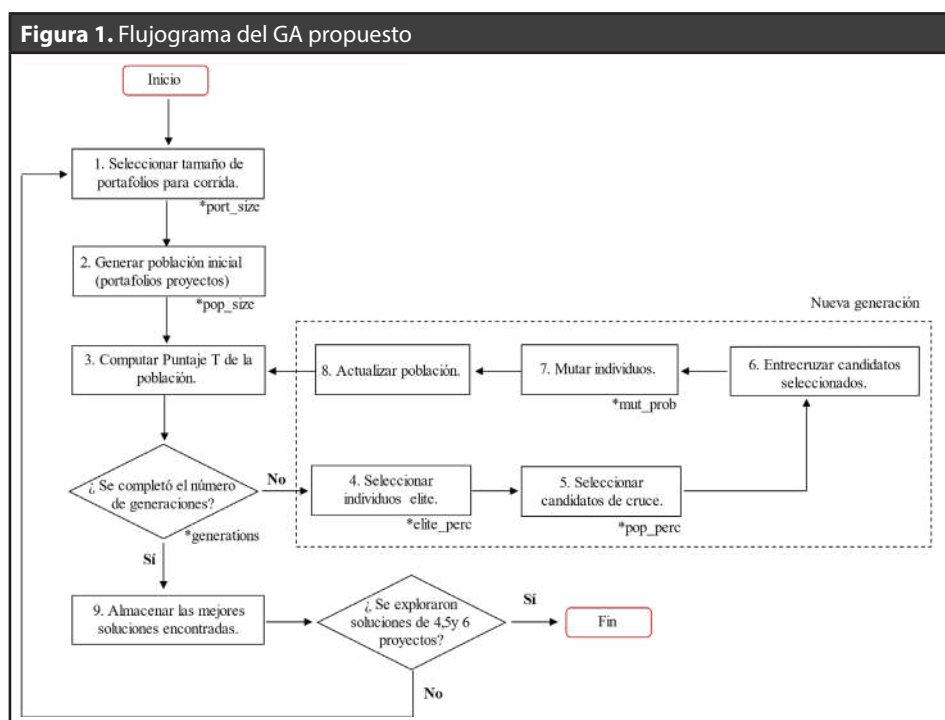 Figura 1. Flujograma del GA propuesto
Inicio
1. Seleccionar tamaño de
portafolios para corrida.
*port_size
2. Generar población inicial
(portafolios proyectos)
*pop_size
Nueva generación
3. Computar Puntaje T de la
población.
8. Actualizar población.
7. Mutar individuos.
*mut_prob
6. Entrecruzar candidatos
seleccionados.
¿ Se completó el número
de generaciones?
*generations
No
4. Seleccionar
individuos elite.
*elite_perc
5. Seleccionar
candidatos de cruce.
*pop_perc
Sí
9. Almacenar las mejores
soluciones encontradas.
¿ Se exploraron
soluciones de 4,5y 6
proyectos?
Sí
Fin
No